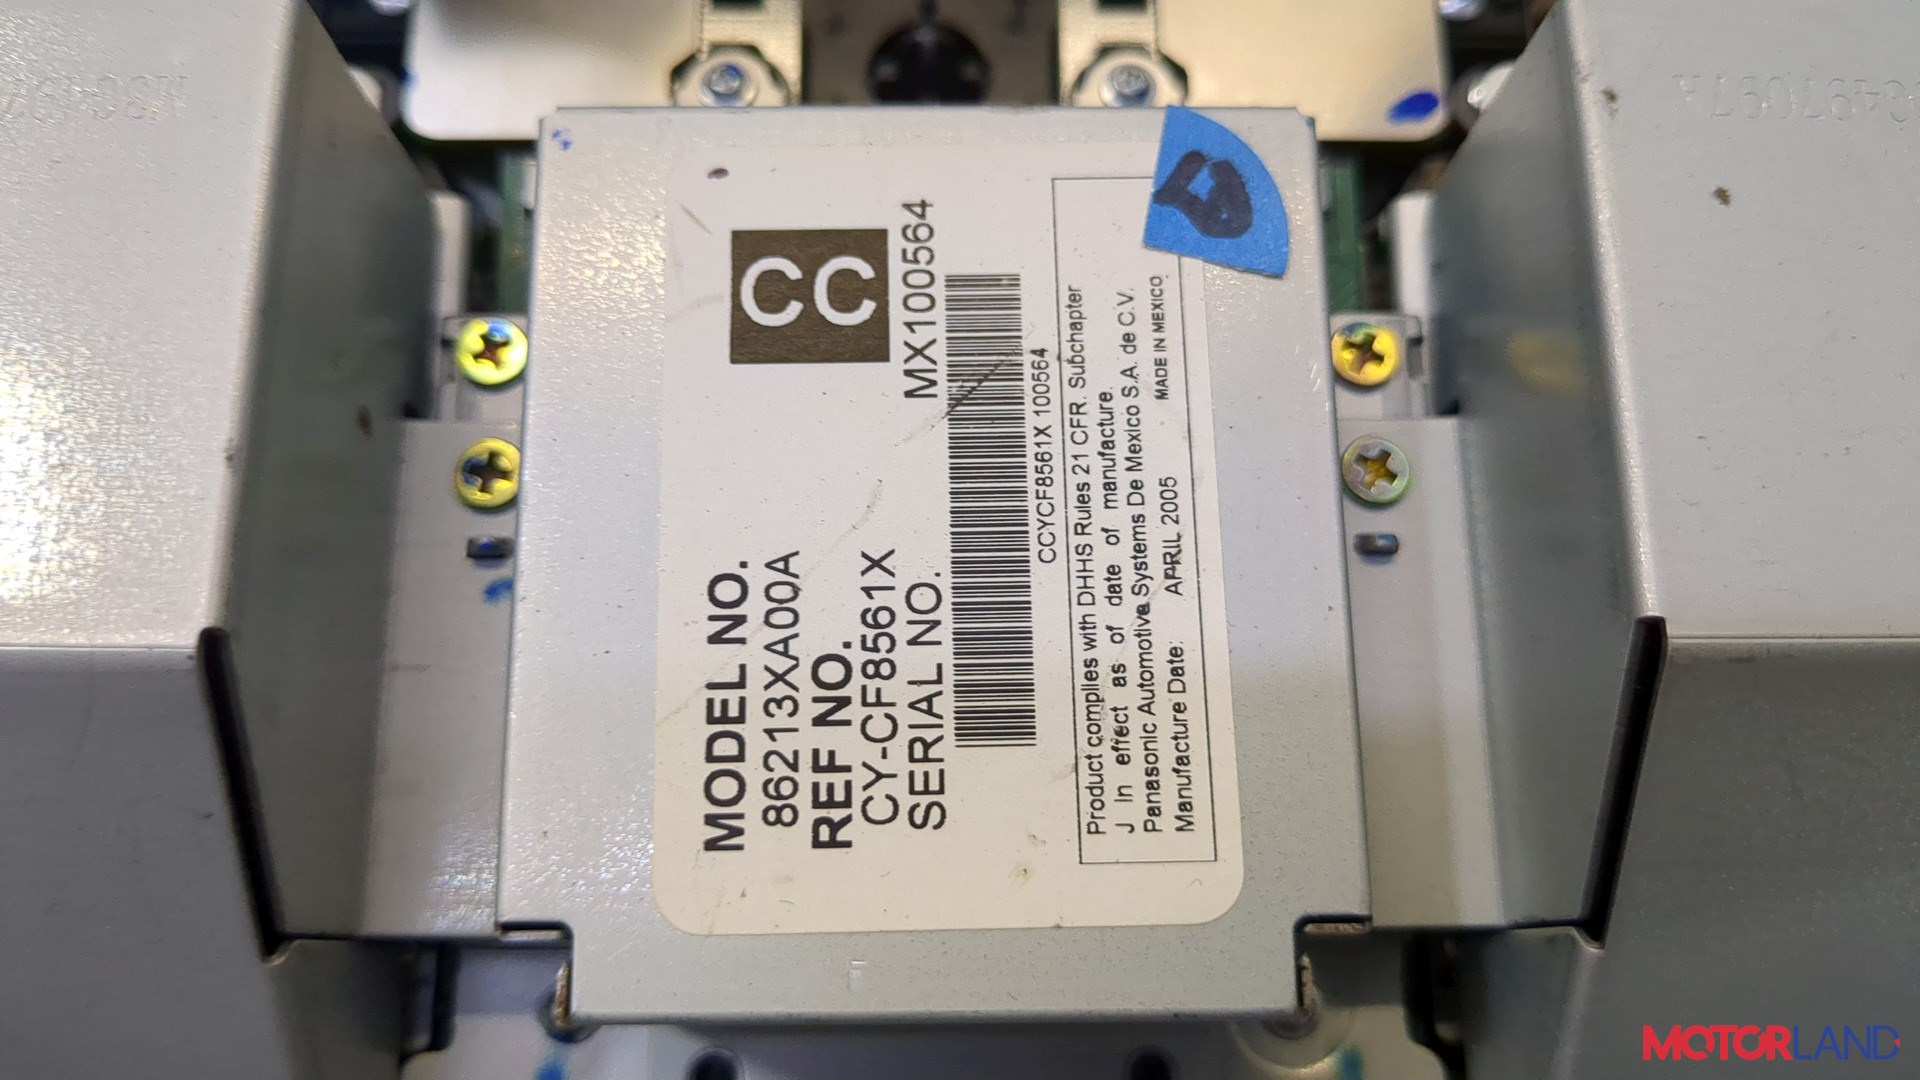 CC
MODEL NO.
86213XA00A
REF NO.
CY-CF8561X
SERIAL NO. MX100564
CCYCF8561X 100564
Product complies with DHHS Rules 21 CFR. Subchapter
J In effect as of date of manufacture.
Panasonic Automotive Systems De Mexico S.A. de C.V.
Manufacture Date: APRIL 2005 MADE IN MEXICO
MOTORLAND